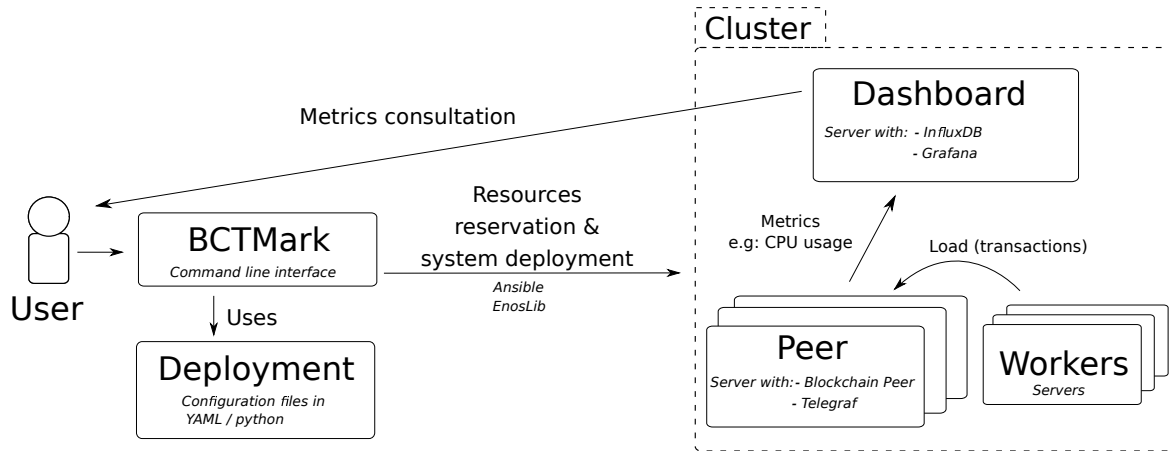 Cluster
Dashboard
Server with: - InfluxDB
- Grafana
Metrics consultation
Resources
reservation &
system deployment
Ansible
EnosLib
BCTMark
Command line interface
User
Uses
Deployment
Configuration files in
YAML / python
Metrics
e.g: CPU usage
Load (transactions)
Peer
Server with:- Blockchain Peer
- Telegraf
Workers
Servers